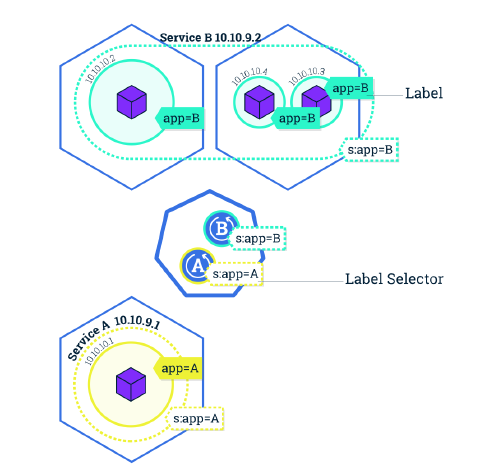 Service B 10.10.9.2
10.10.10.2
10.10.10.4
10.10.10.3
app=B
app=B
app=B
Label
s:app=B
B
s:app=B
A
s:app=A
Label Selector
Service A 10.10.9.1
10.10.10.1
app=A
s:app=A